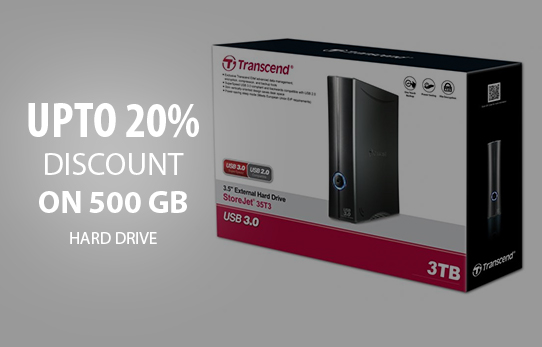 UPTO 20%
DISCOUNT
ON 500 GB
HARD DRIVE
Transcend
USB 3.0 USB 2.0
3.5" External Hard Drive
StoreJet® 35T3
USB 3.0
3TB
Transcend